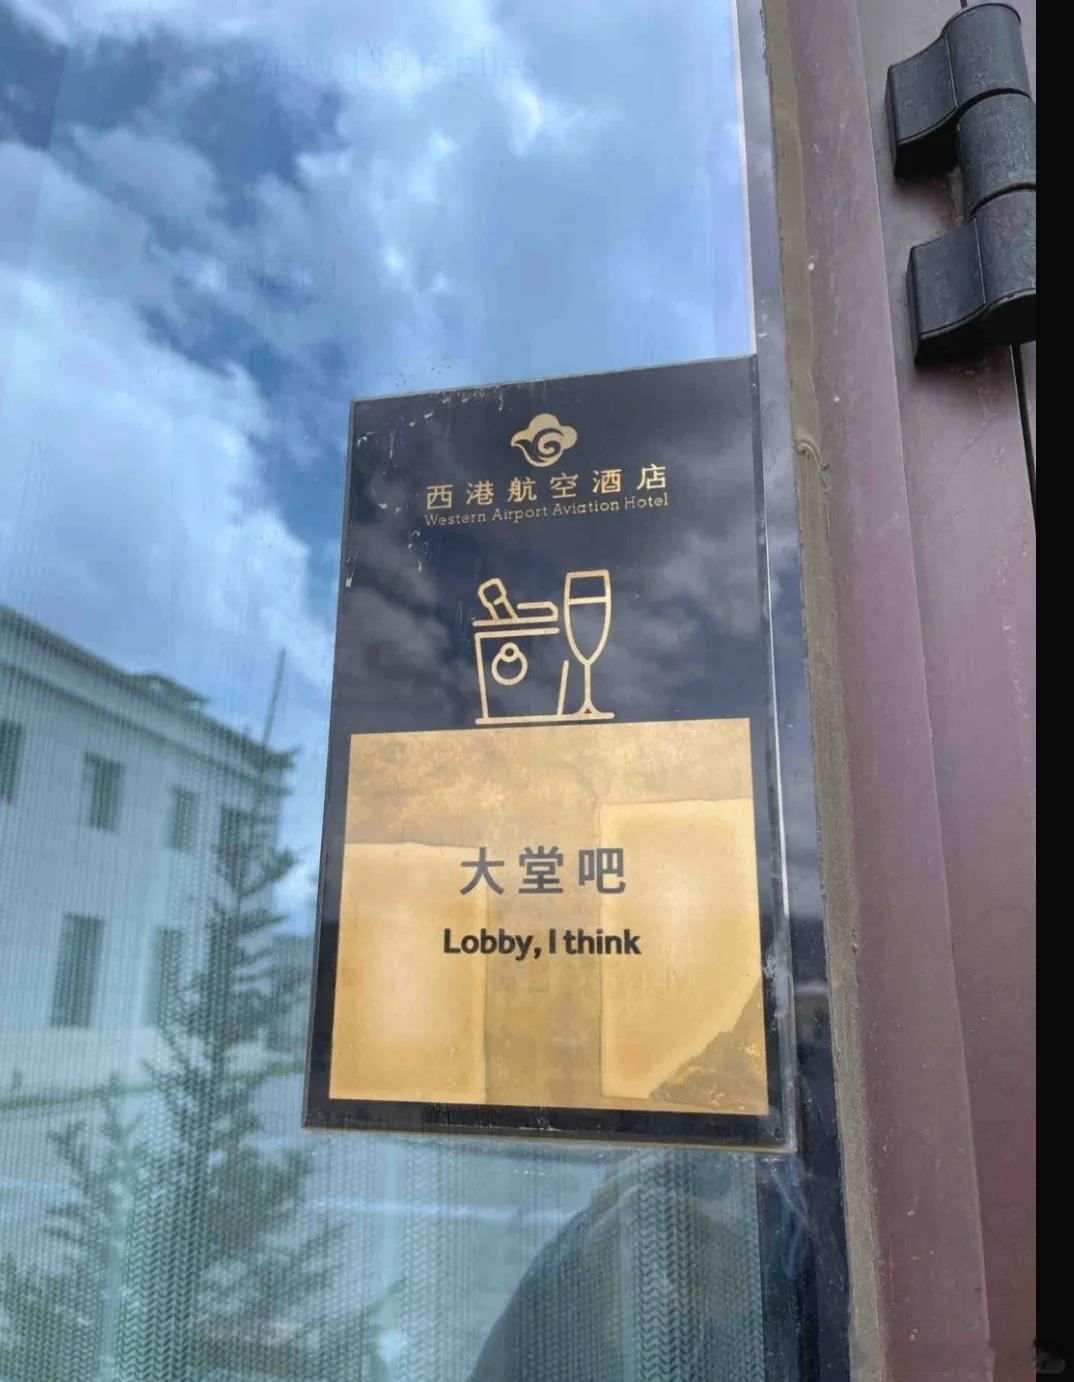 西港航空酒店
Western Airport Aviation Hotel
大堂吧
Lobby, I think